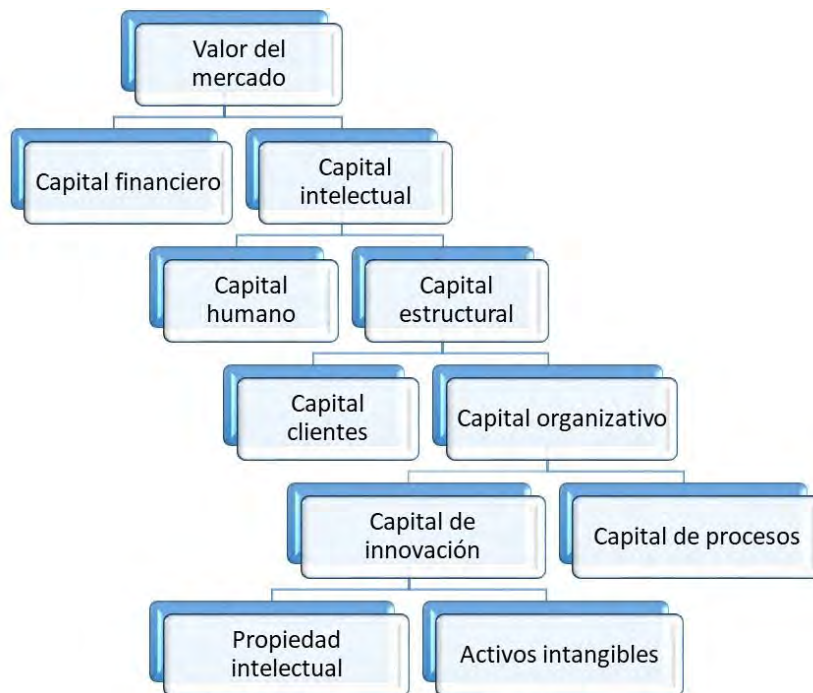 Valor del
mercado
Capital financiero
Capital
intelectual
Capital
humano
Capital
estructural
Capital
clientes
Capital organizativo
Capital de
innovación
Capital de procesos
Propiedad
intelectual
Activos intangibles